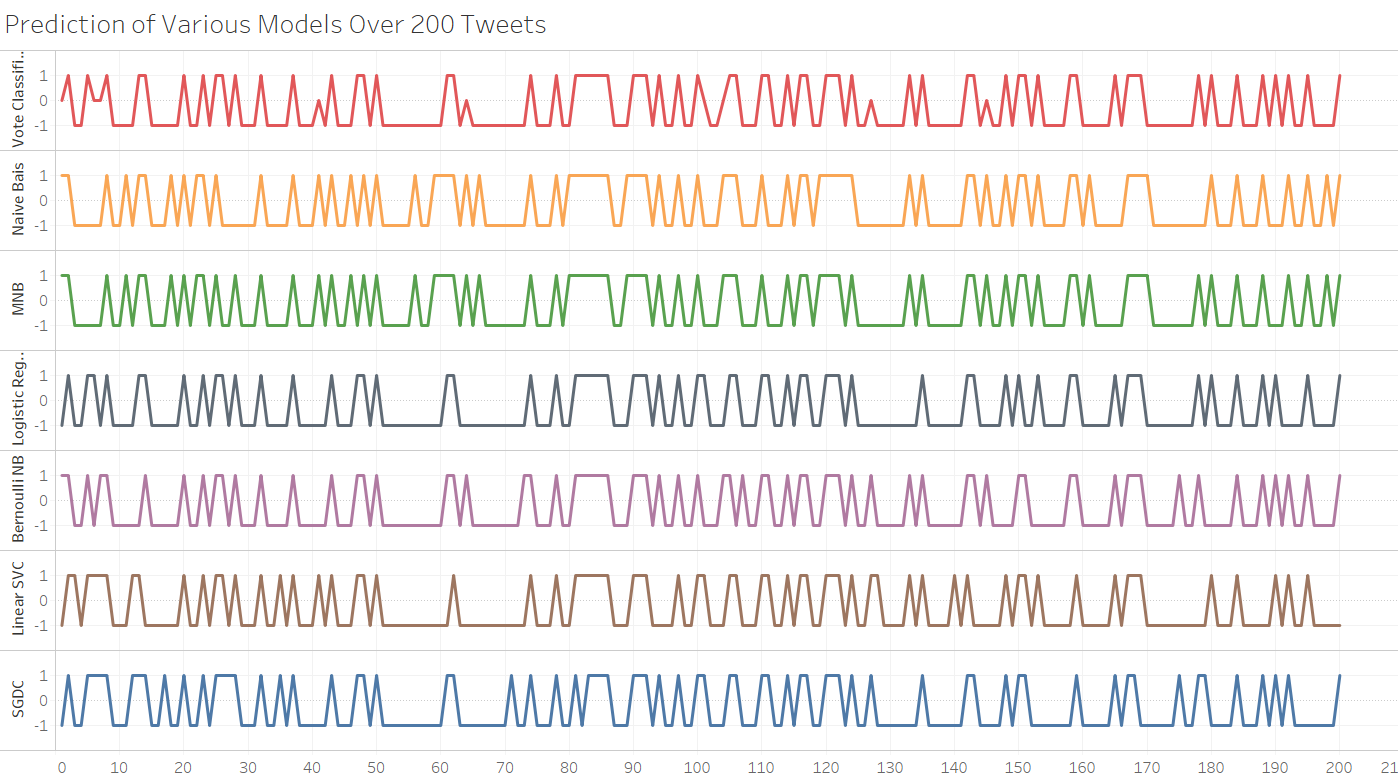 Prediction of Various Models Over 200 Tweets
Vote Classifi..
1
0
-1
Naive Bais
1
0
-1
MNB
1
0
-1
Logistic Reg..
1
0
-1
Bernoulli NB
1
0
-1
Linear SVC
1
0
-1
SGDC
1
0
-1
0 10 20 30 40 50 60 70 80 90 100 110 120 130 140 150 160 170 180 190 200 21